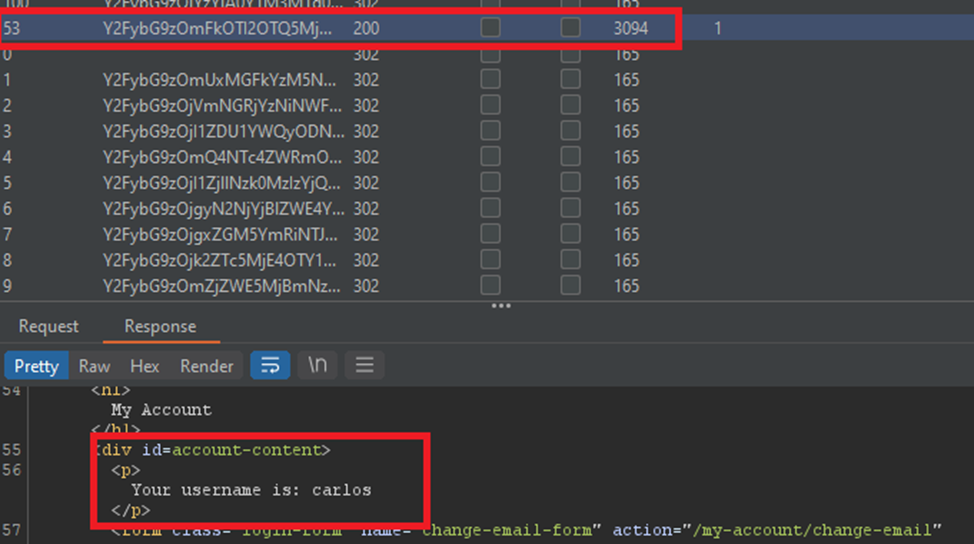 53 Y2FybG9zOmFkOTI2OTQ5Mj... 200 3094 1
0 302 165
1 Y2FybG9zOmUxMGFkYzM5N... 302 165
2 Y2FybG9zOjVmNGRjYzNiNWF... 302 165
3 Y2FybG9zOjI1ZDU1YWQyODN... 302 165
4 Y2FybG9zOmQ4NTc4ZWRmO... 302 165
5 Y2FybG9zOjI1ZjllNzk0MzIzYjQ... 302 165
6 Y2FybG9zOjgyN2NjYjBlZWE4Y... 302 165
7 Y2FybG9zOjgxZGM5YmRiNTJ... 302 165
8 Y2FybG9zOjk2ZTc5MjE4OTY1... 302 165
9 Y2FybG9zOmZjZWE5MjBmNz... 302 165
Request Response
Pretty Raw Hex Render \n
54 <h1>
My Account
</h1>
55 <div id=account-content>
56 <p>
Your username is: carlos
</p>
57 <form class="login-form" name="change-email-form" action="/my-account/change-email"